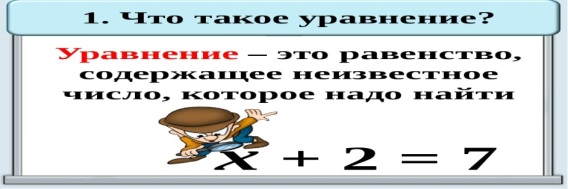 1. Что такое уравнение?
Уравнение – это равенство,
содержащее неизвестное
число, которое надо найти
x + 2 = 7